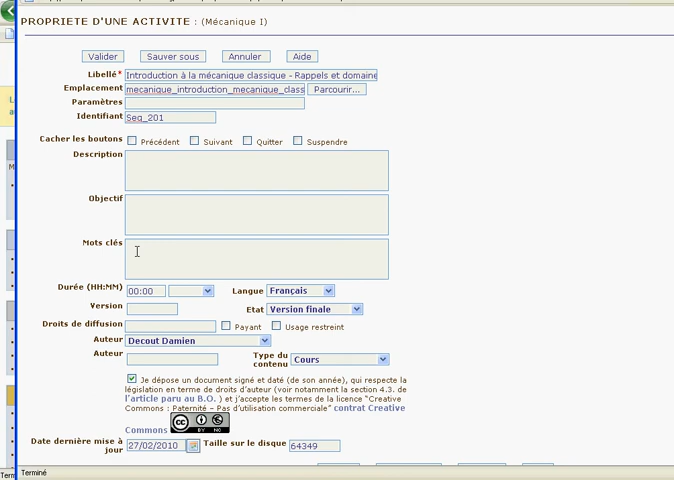 PROPRIETE D'UNE ACTIVITE : (Mécanique I)
Valider Sauver sous Annuler Aide
Libellé* Introduction à la mécanique classique - Rappels et domaine
Emplacement mecanique_introduction_mecanique_class Parcourir...
Paramètres
Identifiant Seq_201
Cacher les boutons Précédent Suivant Quitter Suspendre
Description
Objectif
Mots clés
Durée (HH:MM) 00:00 Langue Français
Version Etat Version finale
Droits de diffusion Payant Usage restreint
Auteur Decout Damien
Auteur Type du contenu Cours
Je dépose un document signé et daté (de son année), qui respecte la
législation en terme de droits d'auteur (voir notamment la section 4.3. de
l'article paru au B.O. ) et j'accepte les termes de la licence "Creative
Commons : Paternité – Pas d'utilisation commerciale" contrat Creative
Commons cc BY NC
Date dernière mise à jour 27/02/2010 Taille sur le disque 64349
Terminé